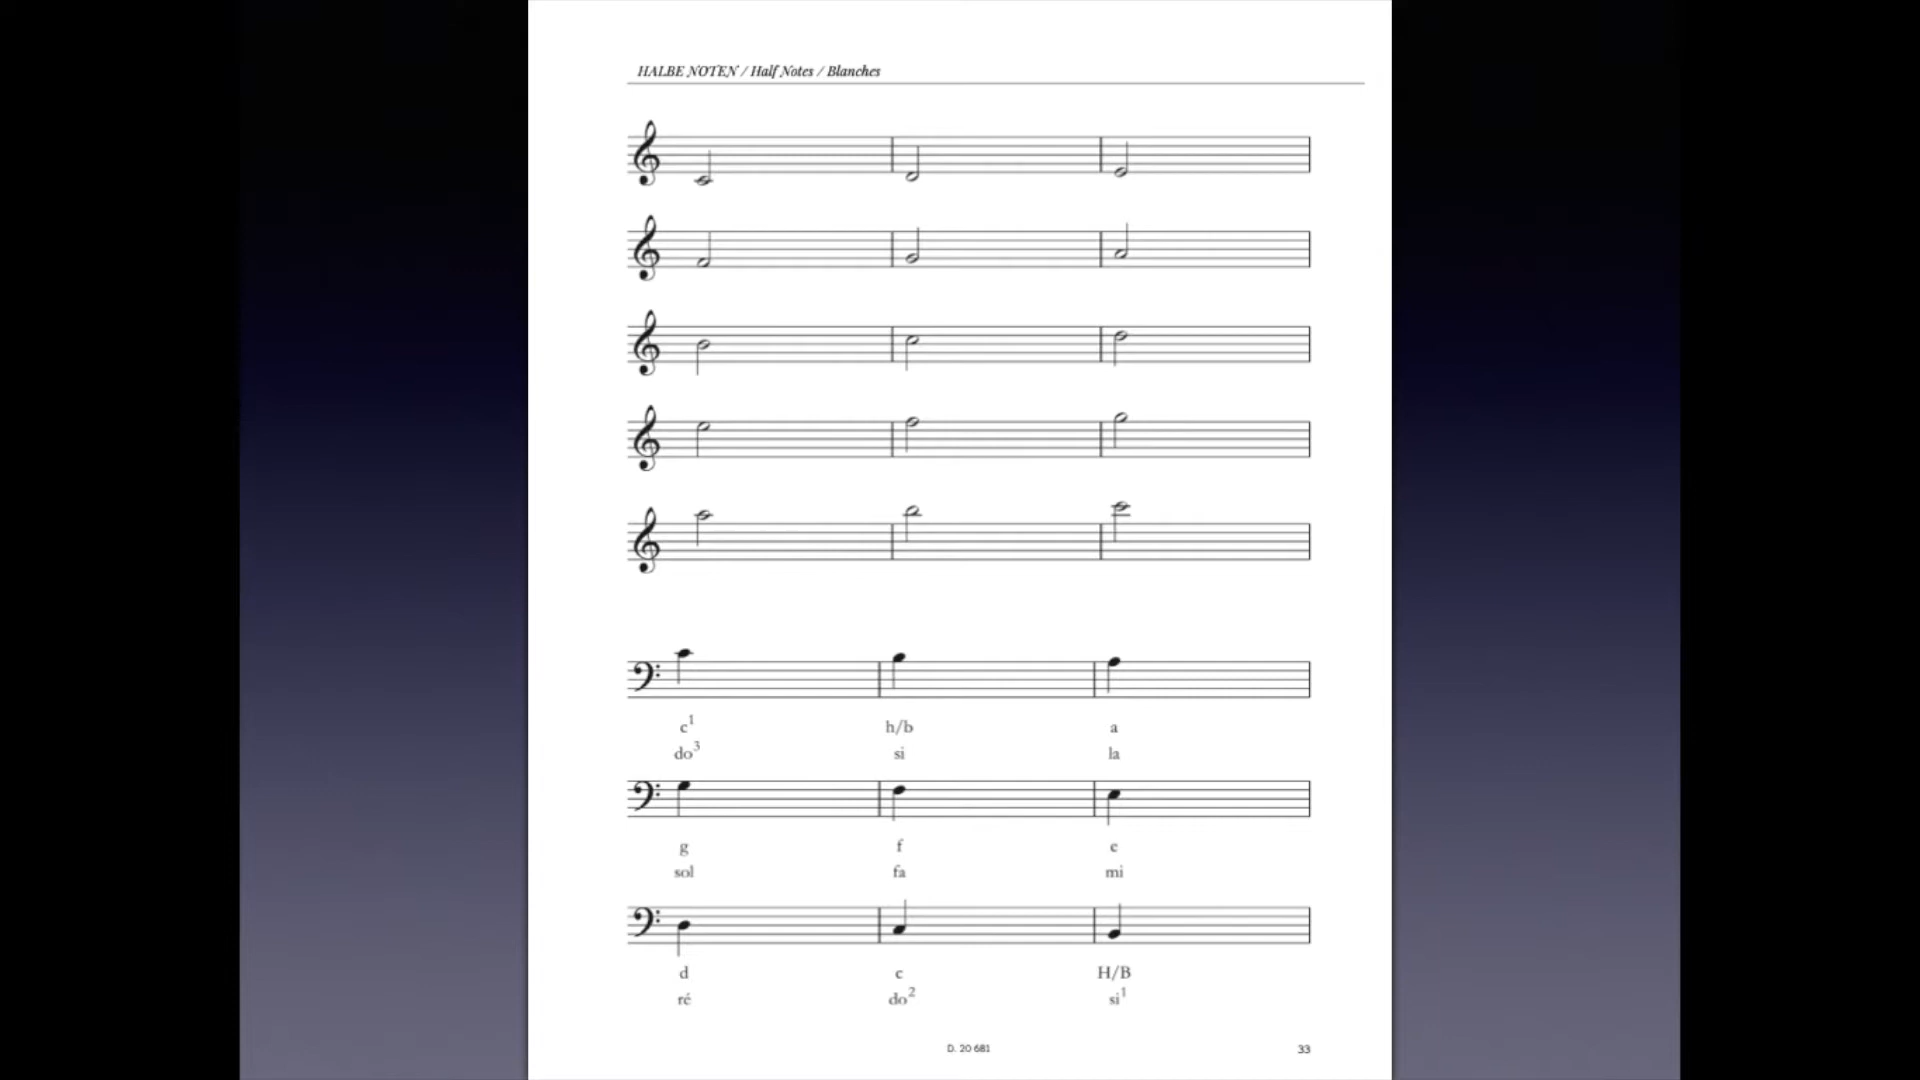 HALBE NOTEN / Half Notes / Blanches
c¹ h/b a
do³ si la
g f e
sol fa mi
d c H/B
ré do² si¹
D. 20 681 33